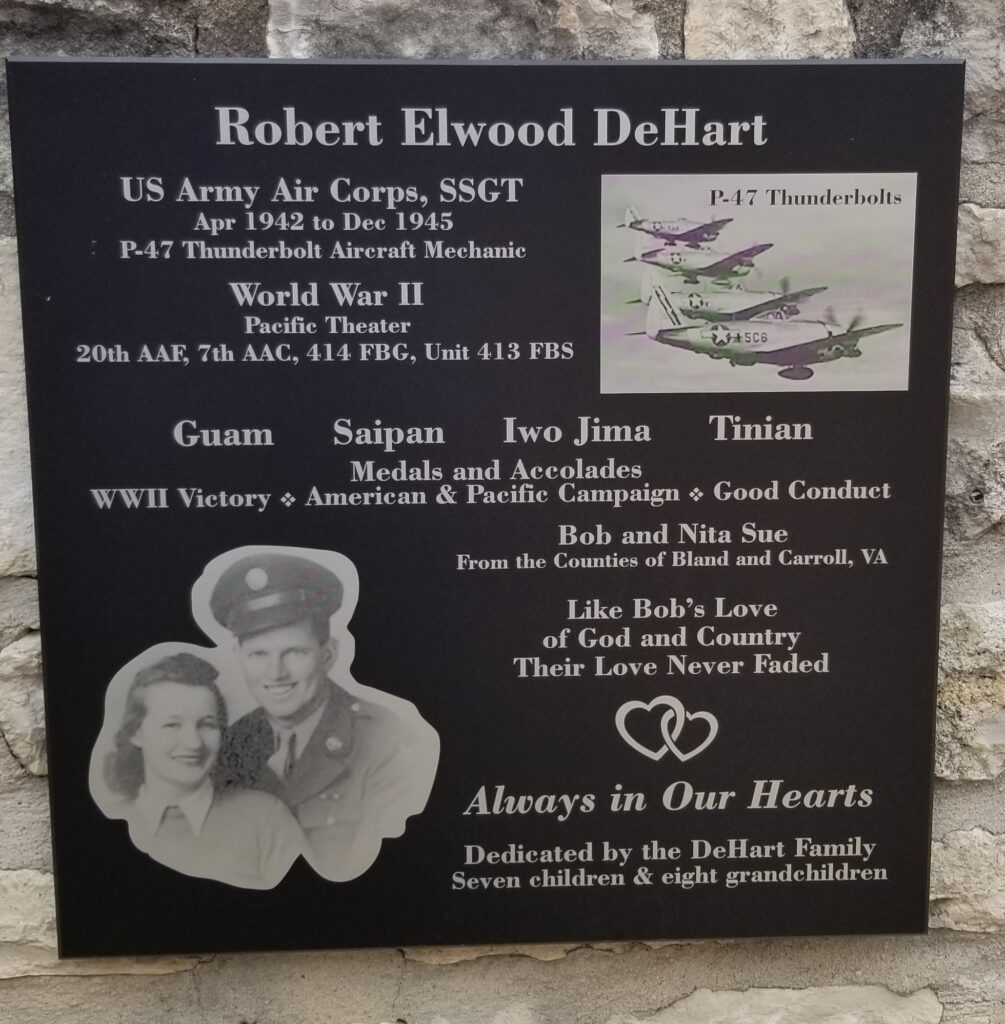 Robert Elwood DeHart
US Army Air Corps, SSGT
Apr 1942 to Dec 1945
P-47 Thunderbolt Aircraft Mechanic
P-47 Thunderbolts
5C6
World War II
Pacific Theater
20th AAF, 7th AAC, 414 FBG, Unit 413 FBS
Guam Saipan Iwo Jima Tinian
Medals and Accolades
WWII Victory ❖ American & Pacific Campaign ❖ Good Conduct
Bob and Nita Sue
From the Counties of Bland and Carroll, VA
Like Bob's Love
of God and Country
Their Love Never Faded
Always in Our Hearts
Dedicated by the DeHart Family
Seven children & eight grandchildren